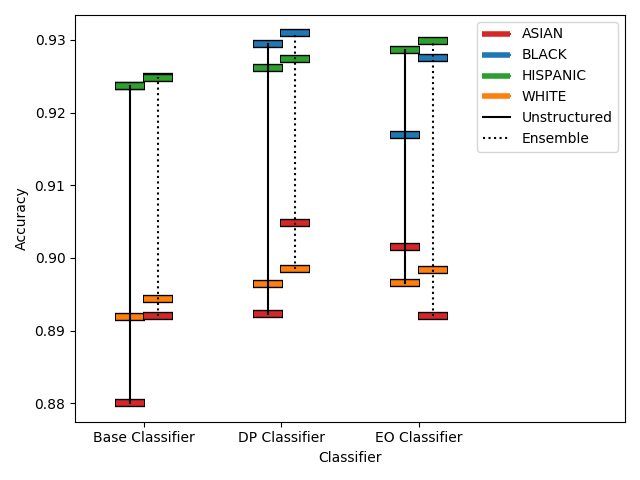 0.93
0.92
0.91
0.90
0.89
0.88
Accuracy
Base Classifier
DP Classifier
EO Classifier
Classifier
ASIAN
BLACK
HISPANIC
WHITE
Unstructured
Ensemble